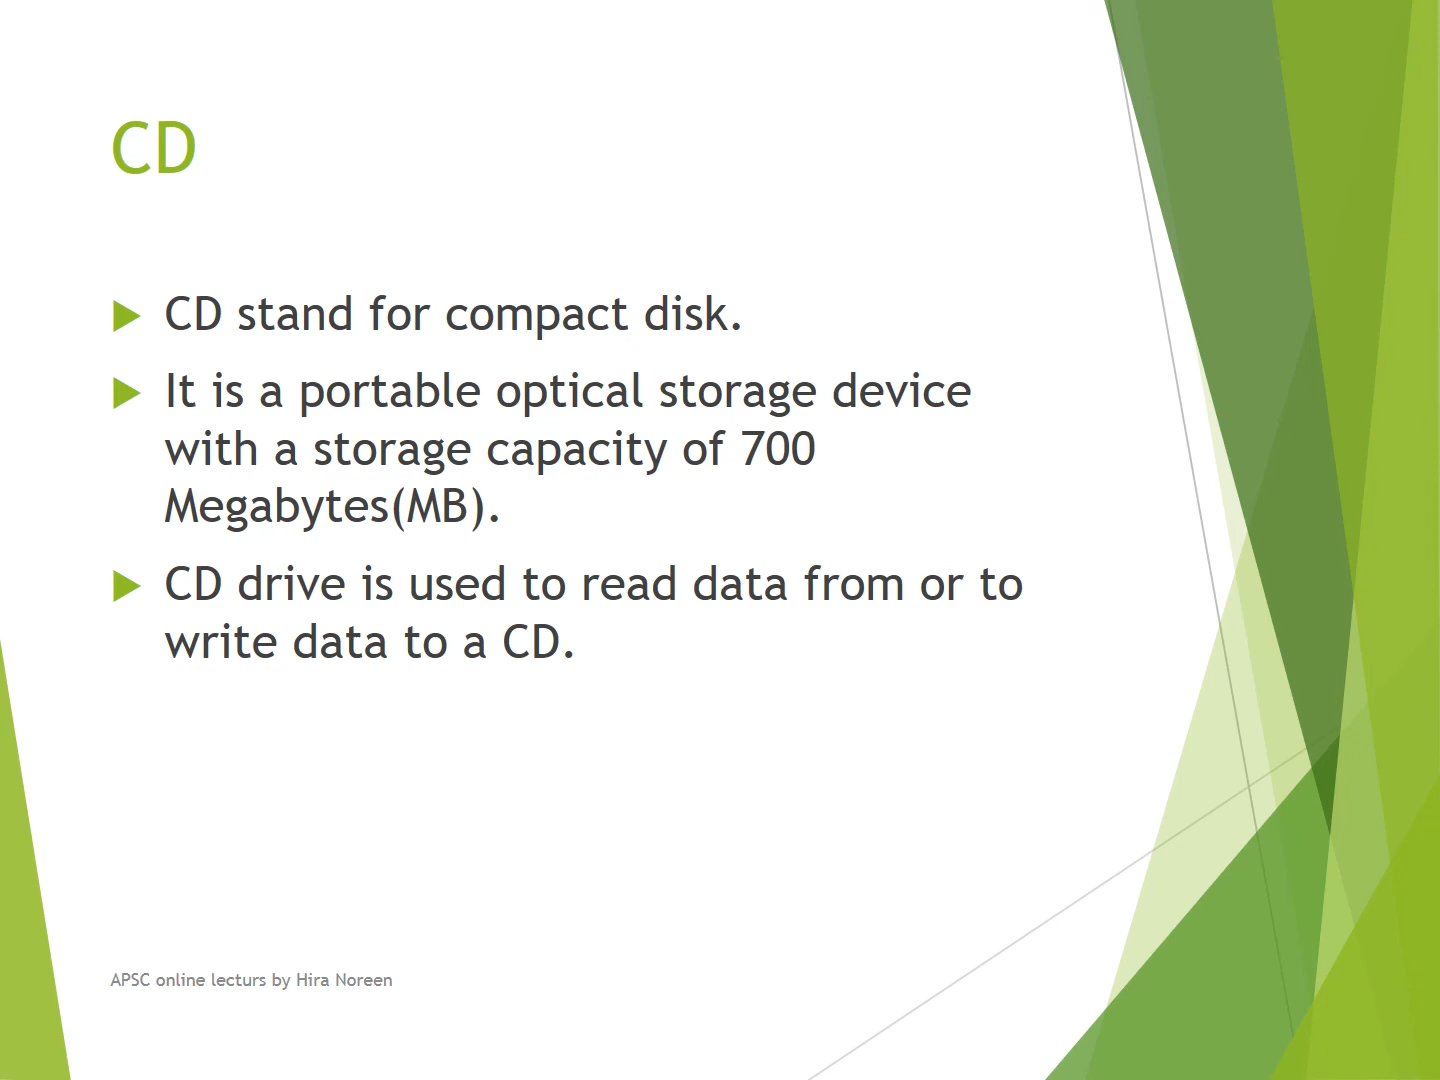 CD
CD stand for compact disk.
It is a portable optical storage device
with a storage capacity of 700
Megabytes(MB).
CD drive is used to read data from or to
write data to a CD.
APSC online lecturs by Hira Noreen